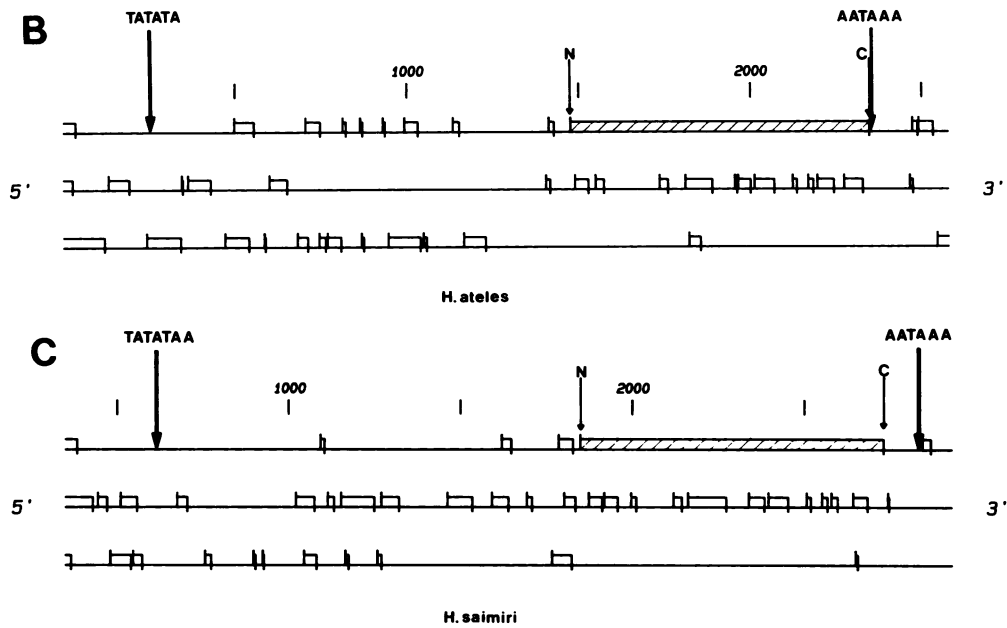 B
TATATA
AATAAA
N
C
1000
2000
5'
3'
H. ateles
C
TATATAA
AATAAA
N
C
1000
2000
5'
3'
H. saimiri